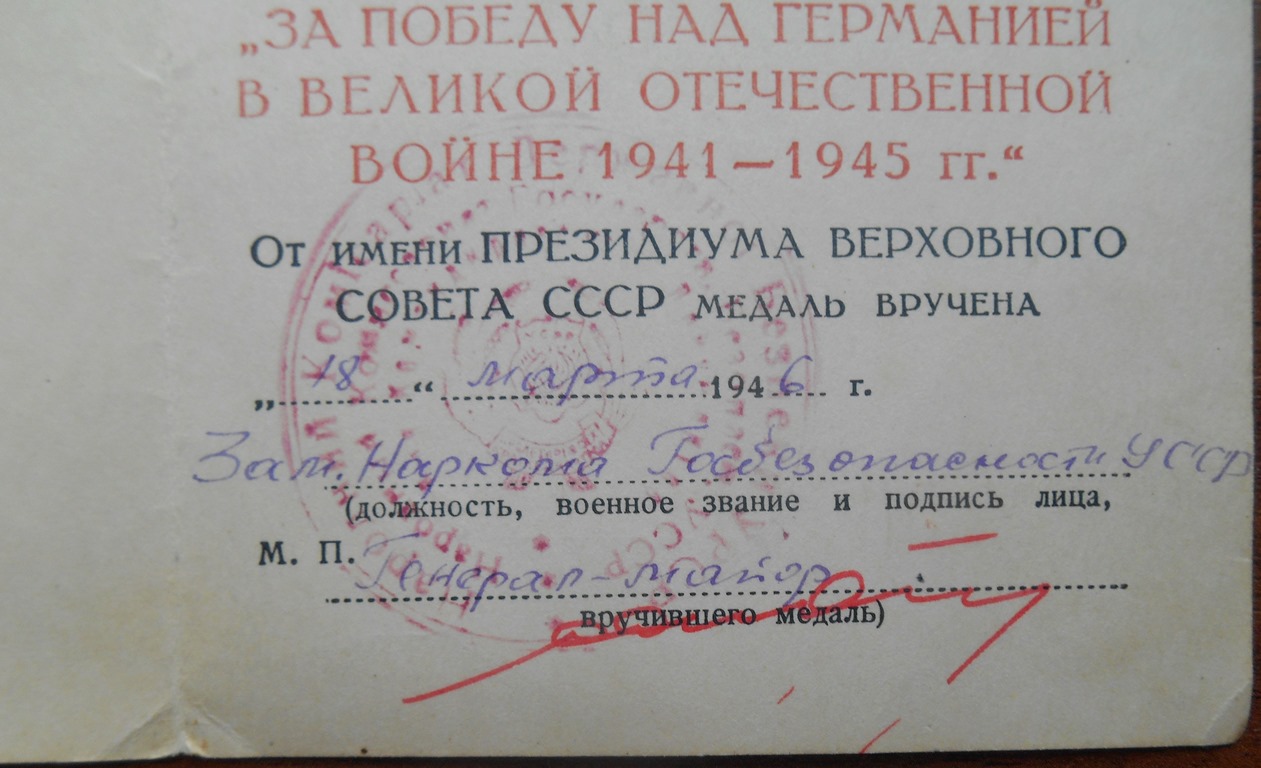 „ЗА ПОБЕДУ НАД ГЕРМАНИЕЙ
В ВЕЛИКОЙ ОТЕЧЕСТВЕННОЙ
ВОЙНЕ 1941—1945 гг.“
От имени ПРЕЗИДИУМА ВЕРХОВНОГО
СОВЕТА СССР МЕДАЛЬ ВРУЧЕНА
„18“ марта 1946 г.
Зам. Наркома Госбезопасности УССР
(должность, военное звание и подпись лица,
М. П. Генерал-майор
вручившего медаль)